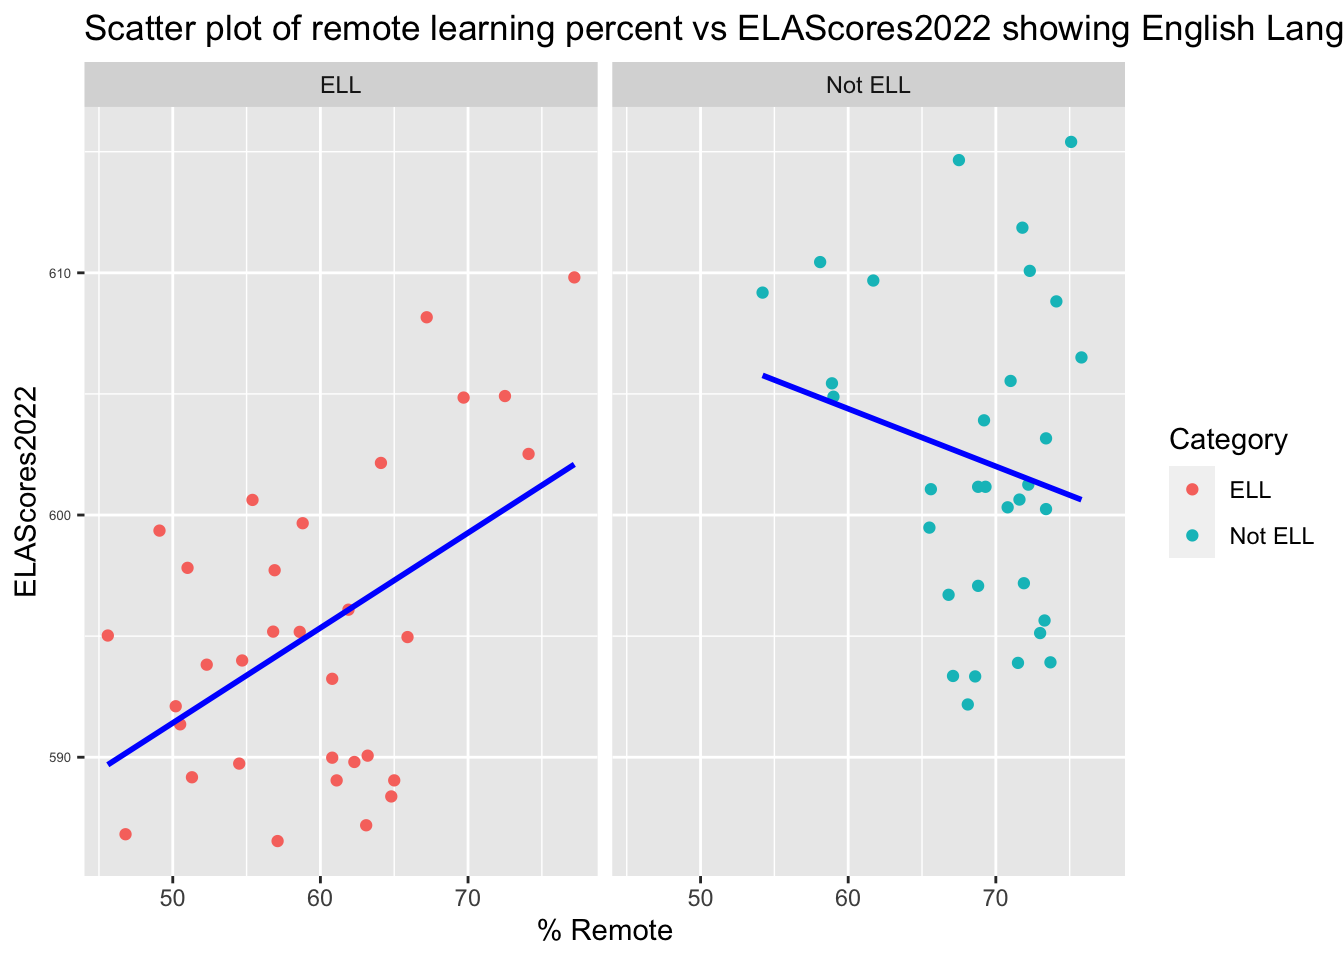 Scatter plot of remote learning percent vs ELAScores2022 showing English Lang
ELL
Not ELL
610
600
590
ELAScores2022
50
60
70
50
60
70
% Remote
Category
ELL
Not ELL